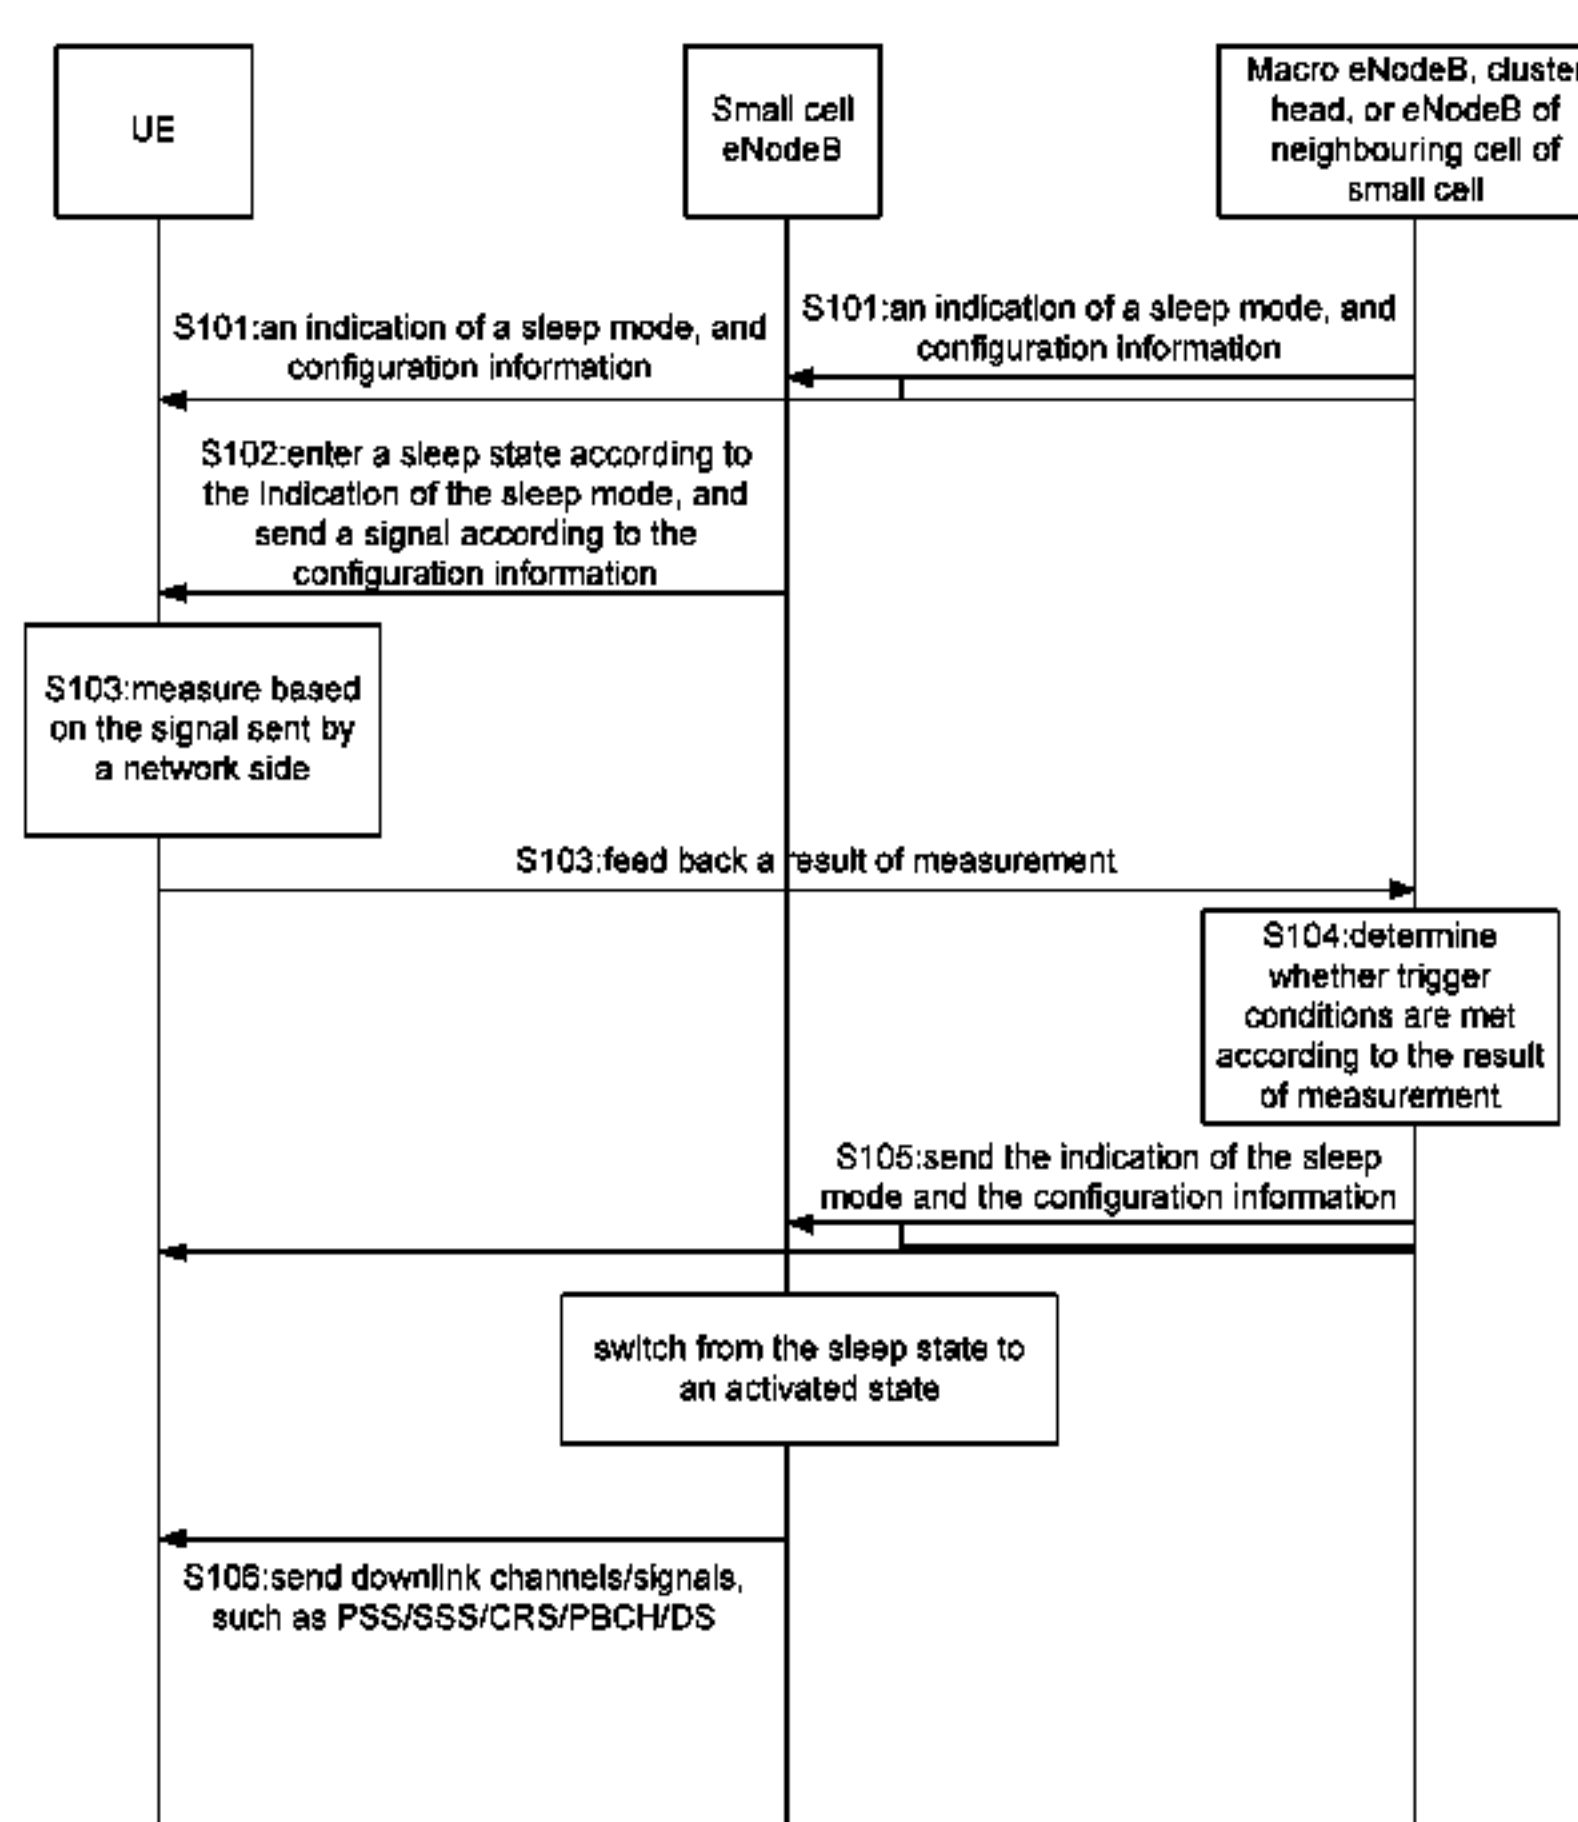 UE
Small cell
eNodeB
Macro eNodeB, cluster
head, or eNodeB of
neighbouring cell of
small cell
S101:an indication of a sleep mode, and
configuration information
S101:an indication of a sleep mode, and
configuration information
S102:enter a sleep state according to
the indication of the sleep mode, and
send a signal according to the
configuration information
S103:measure based
on the signal sent by
a network side
S103:feed back a result of measurement
S104:determine
whether trigger
conditions are met
according to the result
of measurement
S105:send the indication of the sleep
mode and the configuration information
switch from the sleep state to
an activated state
S106:send downlink channels/signals,
such as PSS/SSS/CRS/PBCH/DS